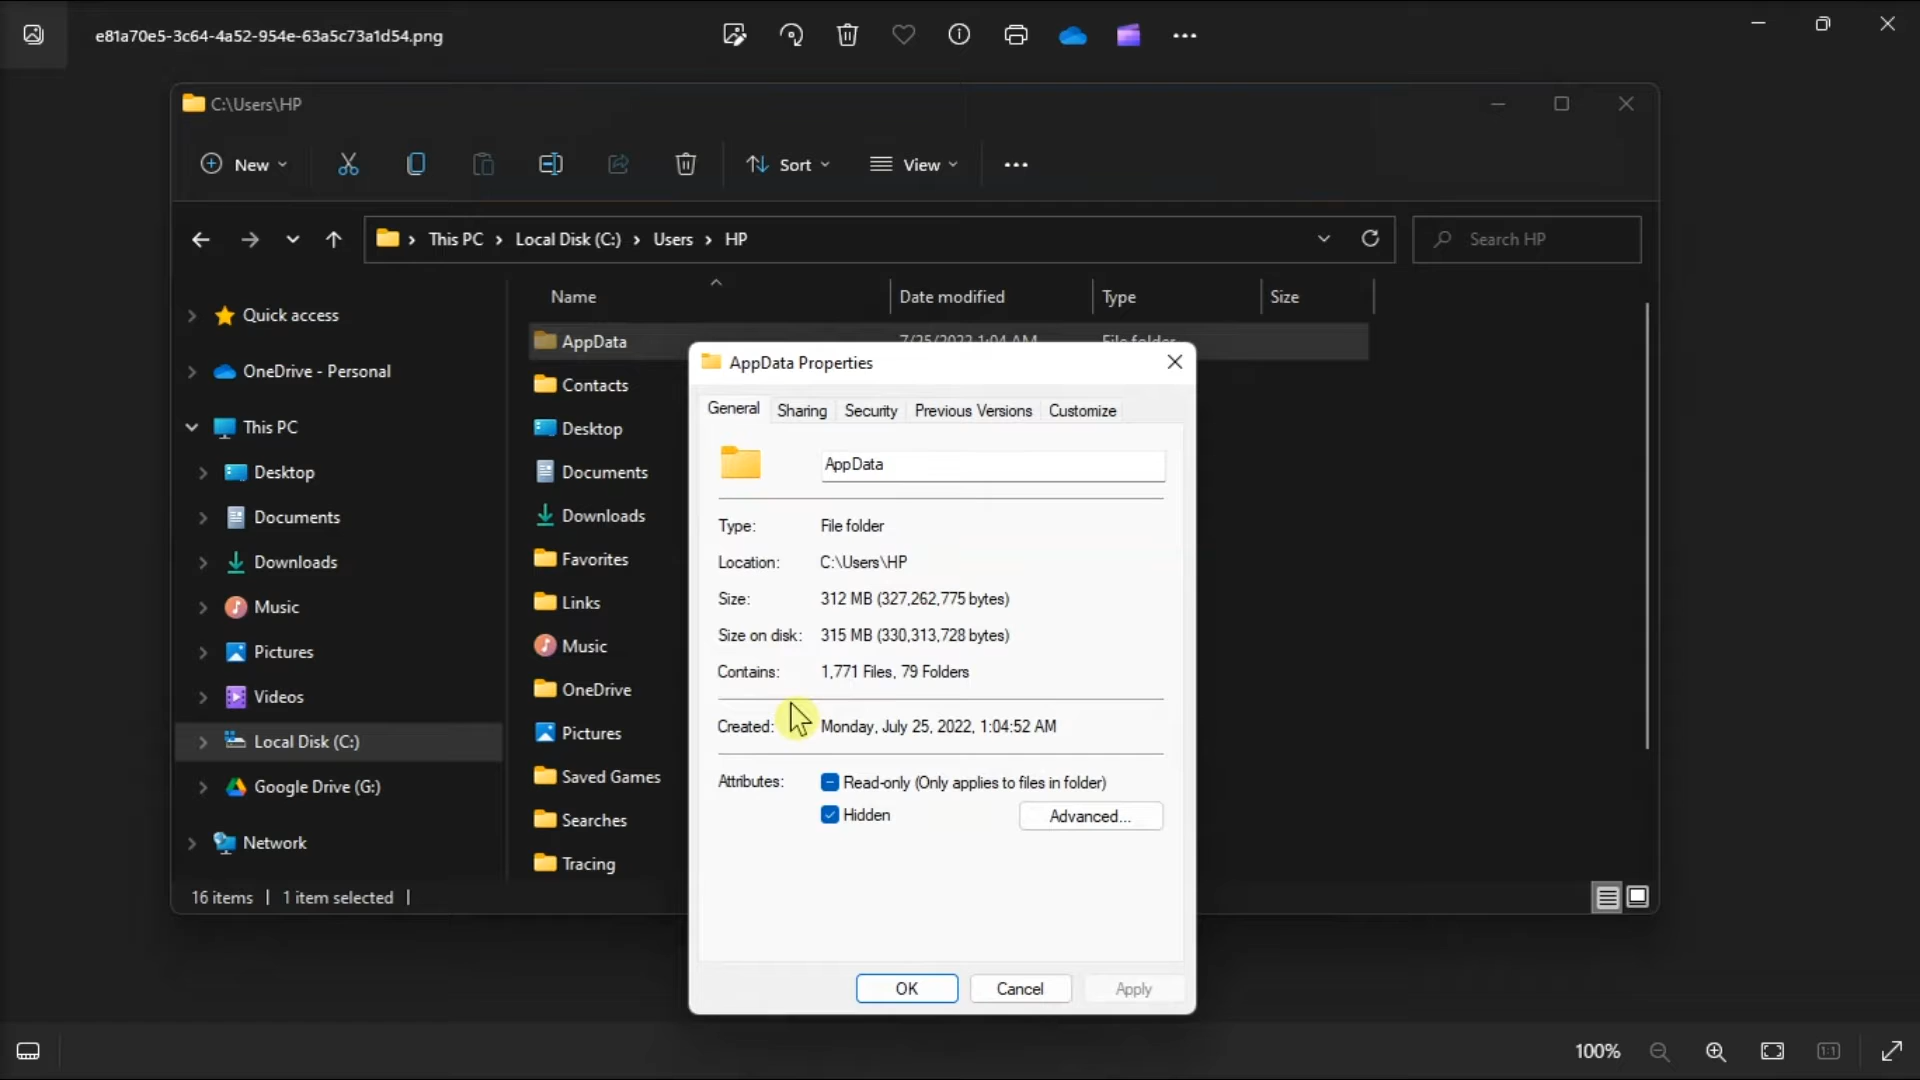 e81a70e5-3c64-4a52-954e-63a5c73a1d54.png
C:\Users\HP
New
Sort
View
This PC > Local Disk (C:) > Users > HP
Search HP
Name
Date modified
Type
Size
Quick access
OneDrive - Personal
This PC
Desktop
Documents
Downloads
Music
Pictures
Videos
Local Disk (C:)
Google Drive (G:)
Network
AppData
File folder
Contacts
Desktop
Documents
Downloads
Favorites
Links
Music
OneDrive
Pictures
Saved Games
Searches
Tracing
AppData Properties
General Sharing Security Previous Versions Customize
AppData
Type: File folder
Location: C:\Users\HP
Size: 312 MB (327,262,775 bytes)
Size on disk: 315 MB (330,313,728 bytes)
Contains: 1,771 Files, 79 Folders
Created: Monday, July 25, 2022, 1:04:52 AM
Attributes: Read-only (Only applies to files in folder)
Hidden
Advanced...
OK Cancel Apply
16 items | 1 item selected |
100%
1:1